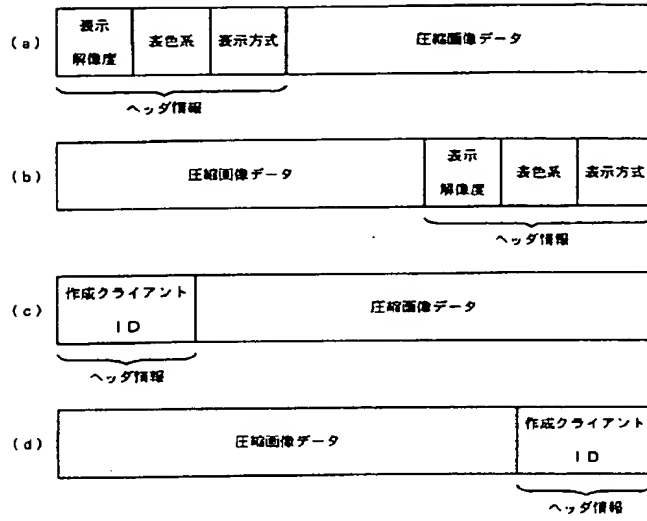 (a)
表示
解像度
表色系
表示方式
圧縮画像データ
ヘッダ情報
(b)
圧縮画像データ
表示
解像度
表色系
表示方式
ヘッダ情報
(c)
作成クライアント
ID
圧縮画像データ
ヘッダ情報
(d)
圧縮画像データ
作成クライアント
ID
ヘッダ情報